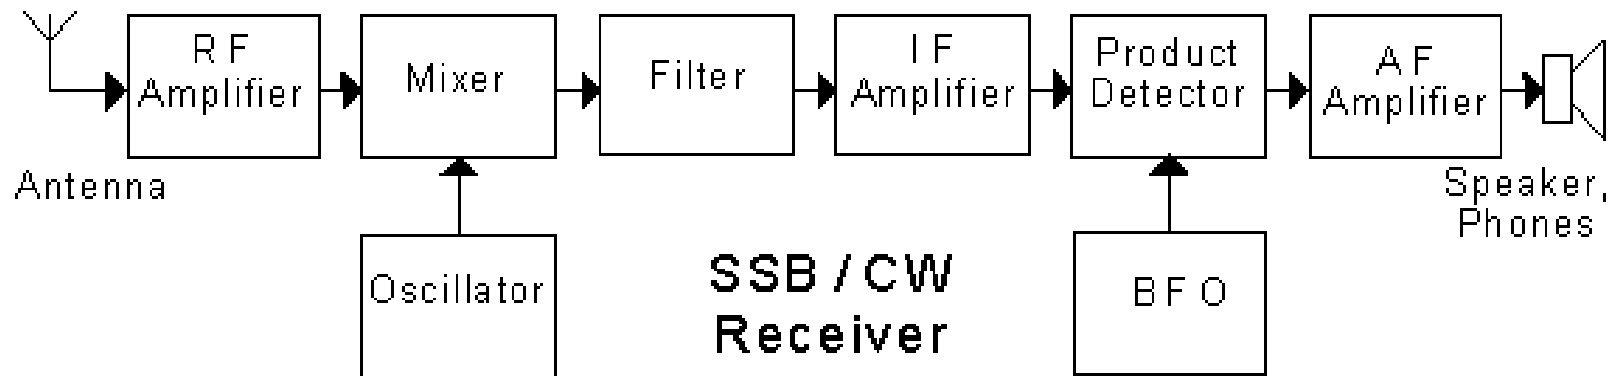 R F
Amplifier
Mixer
Filter
I F
Amplifier
Product
Detector
A F
Amplifier
Antenna
Speaker,
Phones
Oscillator
SSB / CW
Receiver
B F O